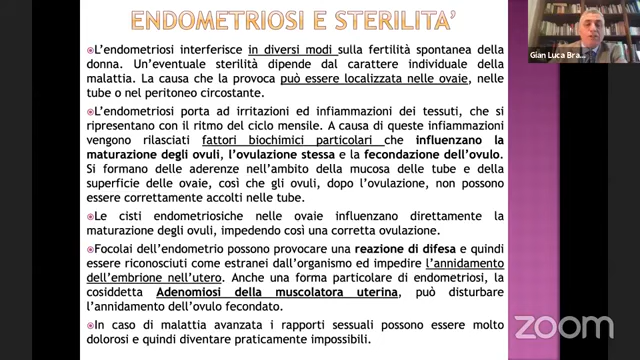 ENDOMETRIOSI E STERILITA'
L'endometriosi interferisce in diversi modi sulla fertilità spontanea della
donna. Un'eventuale sterilità dipende dal carattere individuale della
malattia. La causa che la provoca può essere localizzata nelle ovaie, nelle
tube o nel peritoneo circostante.
L'endometriosi porta ad irritazioni ed infiammazioni dei tessuti, che si
ripresentano con il ritmo del ciclo mensile. A causa di queste infiammazioni
vengono rilasciati fattori biochimici particolari che influenzano la
maturazione degli ovuli, l'ovulazione stessa e la fecondazione dell'ovulo.
Si formano delle aderenze nell'ambito della mucosa delle tube e della
superficie delle ovaie, così che gli ovuli, dopo l'ovulazione, non possono
essere correttamente accolti nelle tube.
Le cisti endometriosiche nelle ovaie influenzano direttamente la
maturazione degli ovuli, impedendo così una corretta ovulazione.
Focolai dell'endometrio possono provocare una reazione di difesa e quindi
essere riconosciuti come estranei dall'organismo ed impedire l'annidamento
dell'embrione nell'utero. Anche una forma particolare di endometriosi, la
cosiddetta Adenomiosi della muscolatora uterina, può disturbare
l'annidamento dell'ovulo fecondato.
In caso di malattia avanzata i rapporti sessuali possono essere molto
dolorosi e quindi diventare praticamente impossibili.
Gian Luca Bra...
zoom